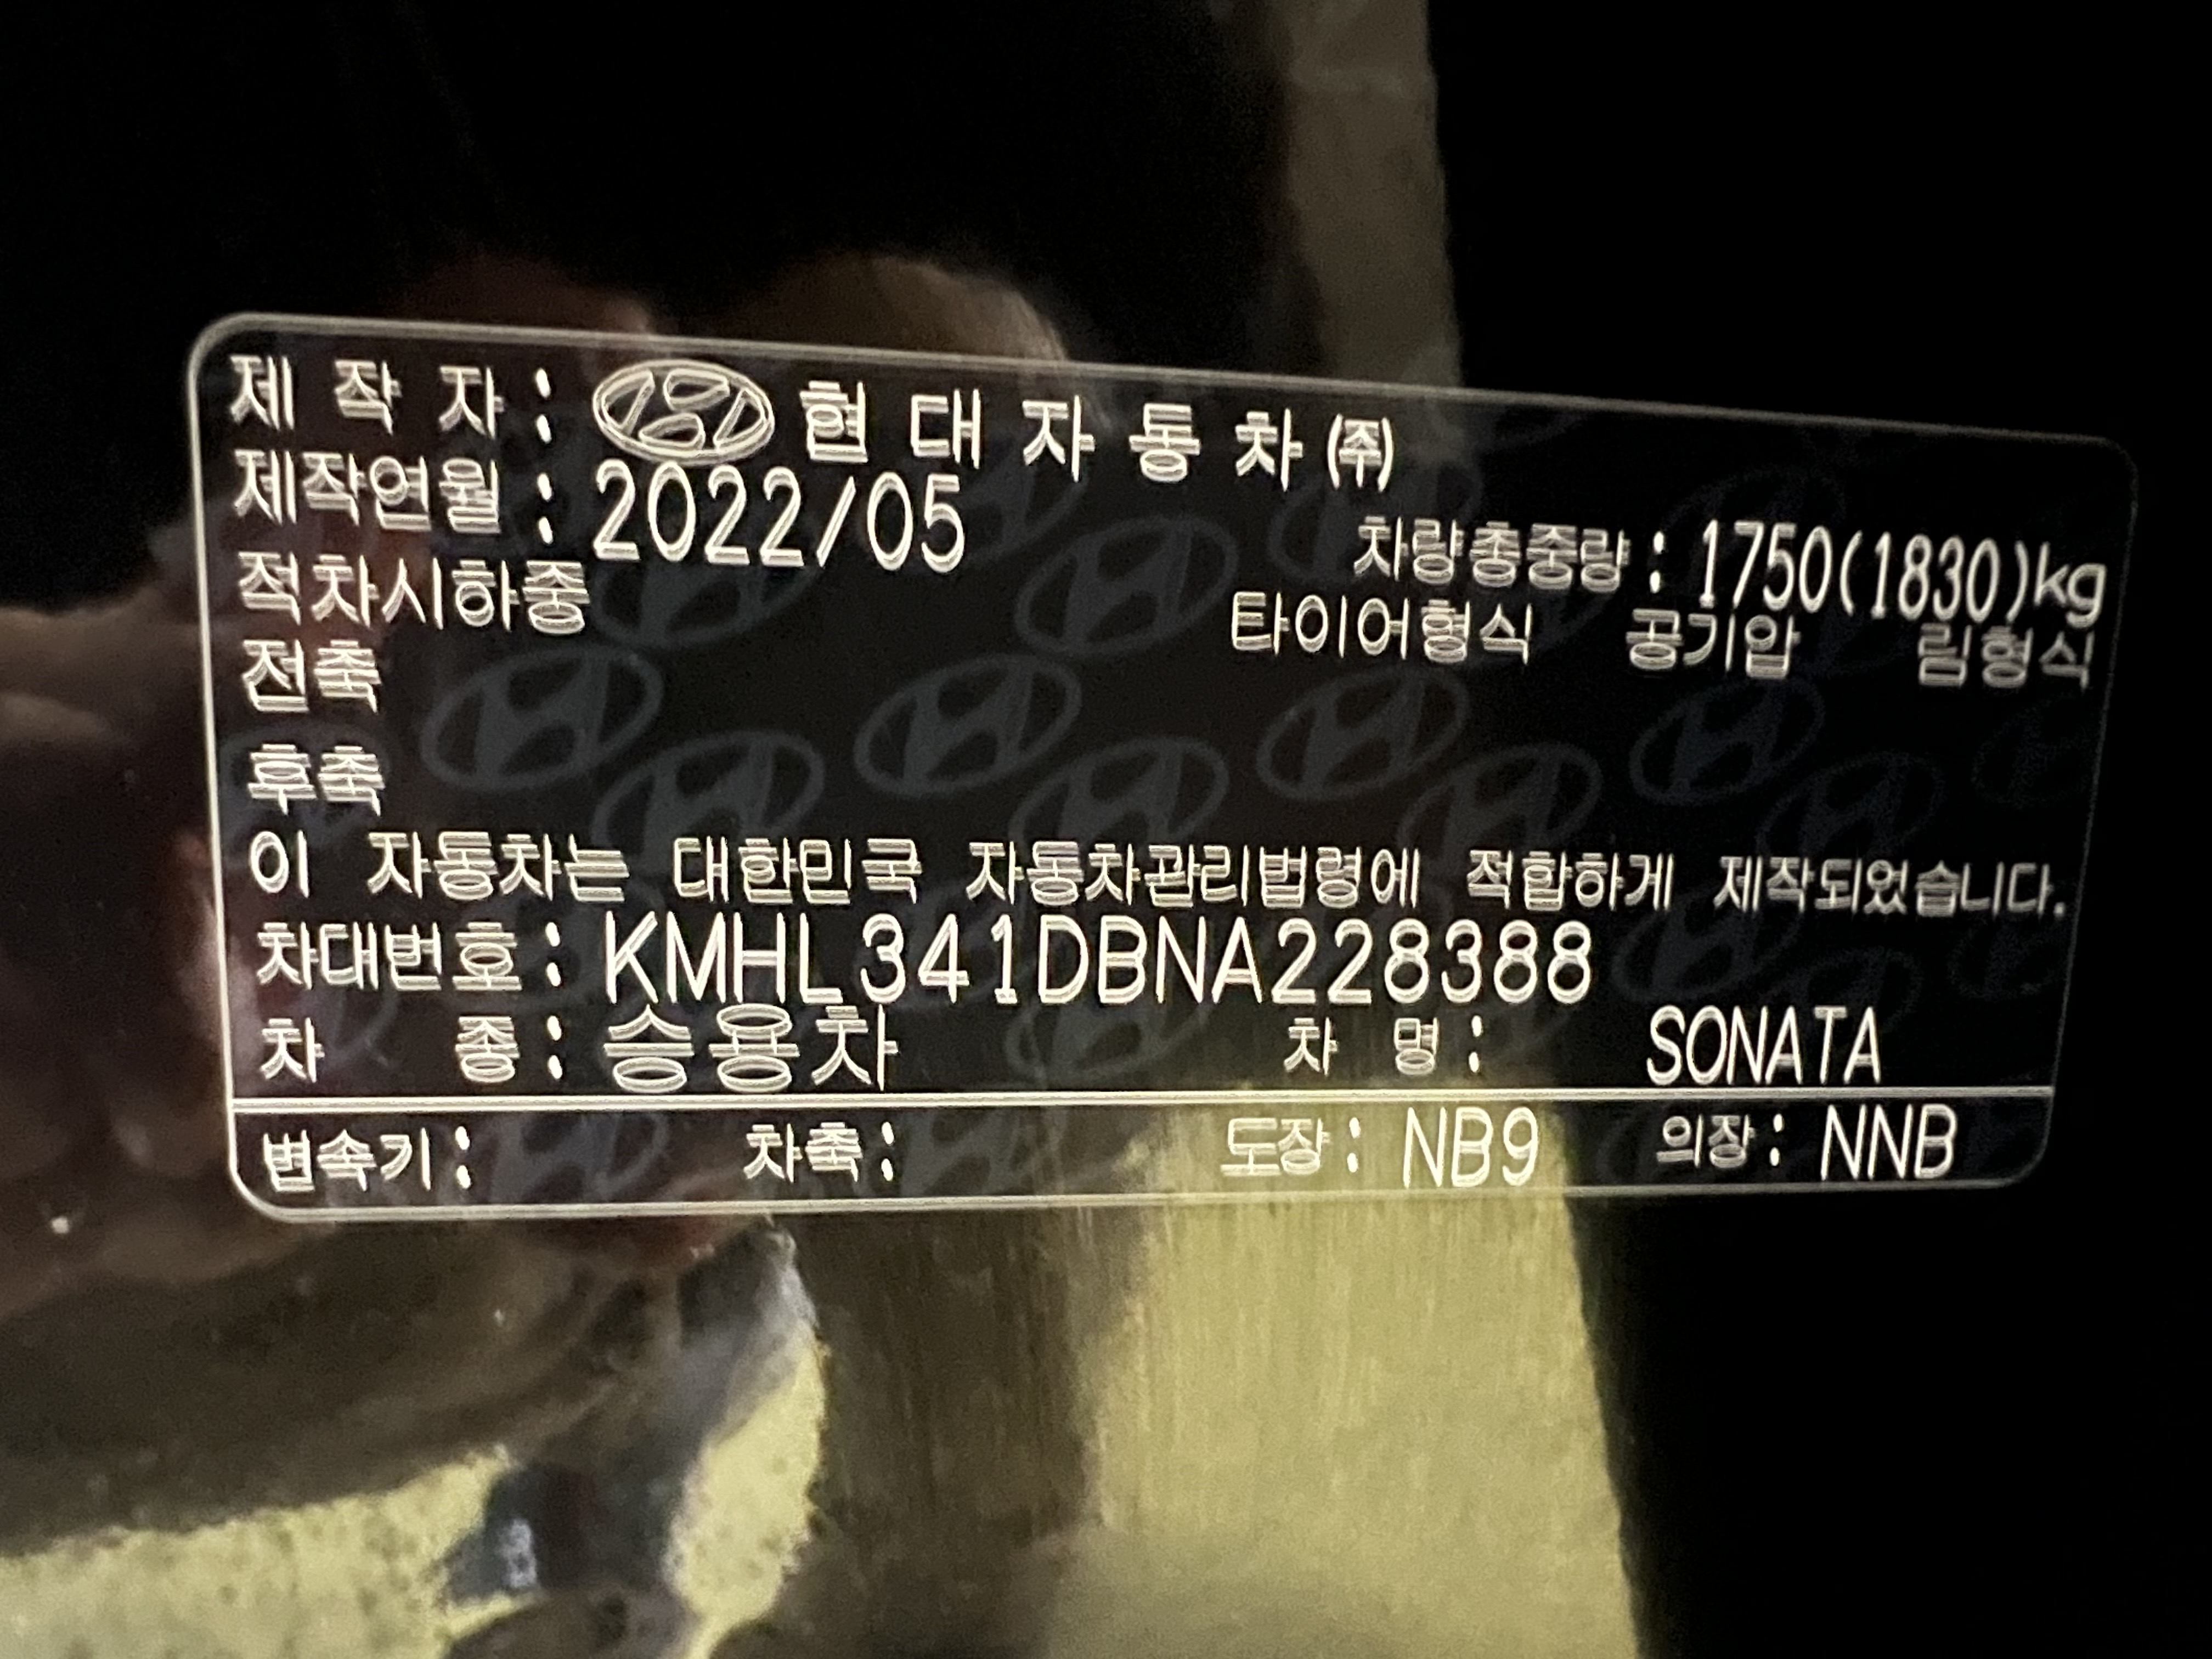 제 작 자 : 현 대 자 동 차 ㈜
제작연월 : 2022/05
차량총중량 : 1750(1830)kg
적차시하중 타이어형식 공기압 림형식
전축
후축
이 자동차는 대한민국 자동차관리법령에 적합하게 제작되었습니다.
차대번호 : KMHL341DBNA228388
차 종 : 승용차 차 명 : SONATA
변속기 : 차축 : 도장 : NB9 의장 : NNB